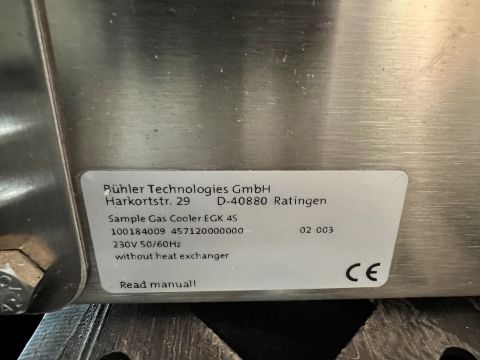 Bühler Technologies GmbH
Harkortstr. 29 D-40880 Ratingen
Sample Gas Cooler EGK 4S
100184009 457120000000 02 003
230V 50/60Hz
without heat exchanger
Read manual! CE